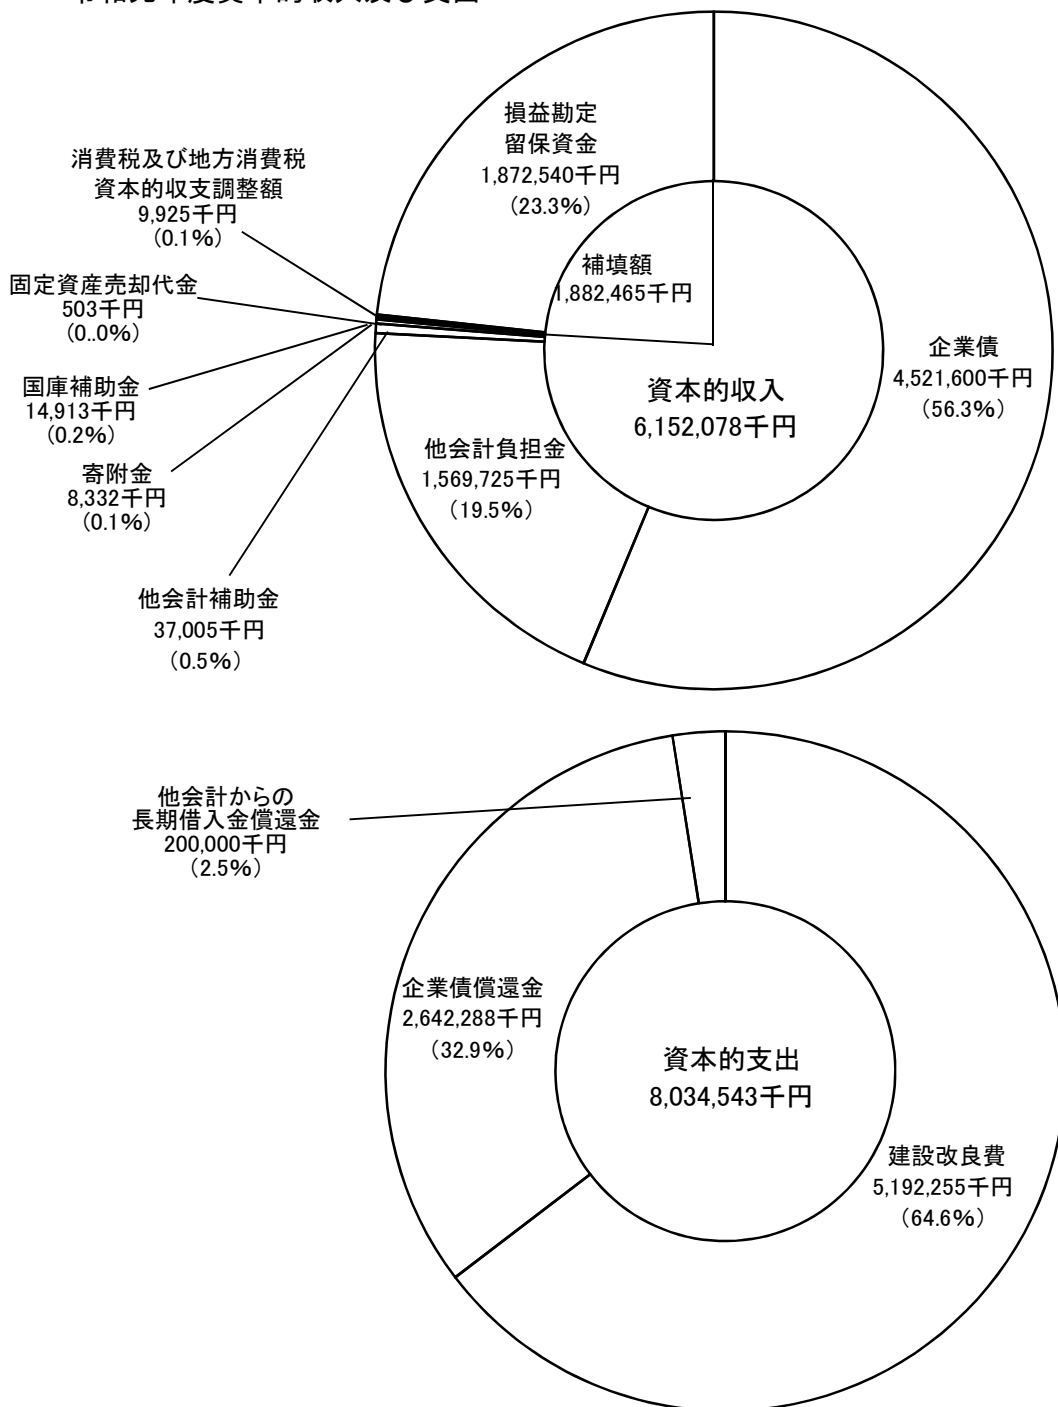 損益勘定
留保資金
1,872,540千円
（23.3%）
消費税及び地方消費税
資本的収支調整額
9,925千円
（0.1%）
固定資産売却代金
503千円
（0..0%）
国庫補助金
14,913千円
（0.2%）
寄附金
8,332千円
（0.1%）
他会計補助金
37,005千円
（0.5%）
補填額
1,882,465千円
資本的収入
6,152,078千円
企業債
4,521,600千円
（56.3%）
他会計負担金
1,569,725千円
（19.5%）
他会計からの
長期借入金償還金
200,000千円
（2.5%）
企業債償還金
2,642,288千円
（32.9%）
資本的支出
8,034,543千円
建設改良費
5,192,255千円
（64.6%）